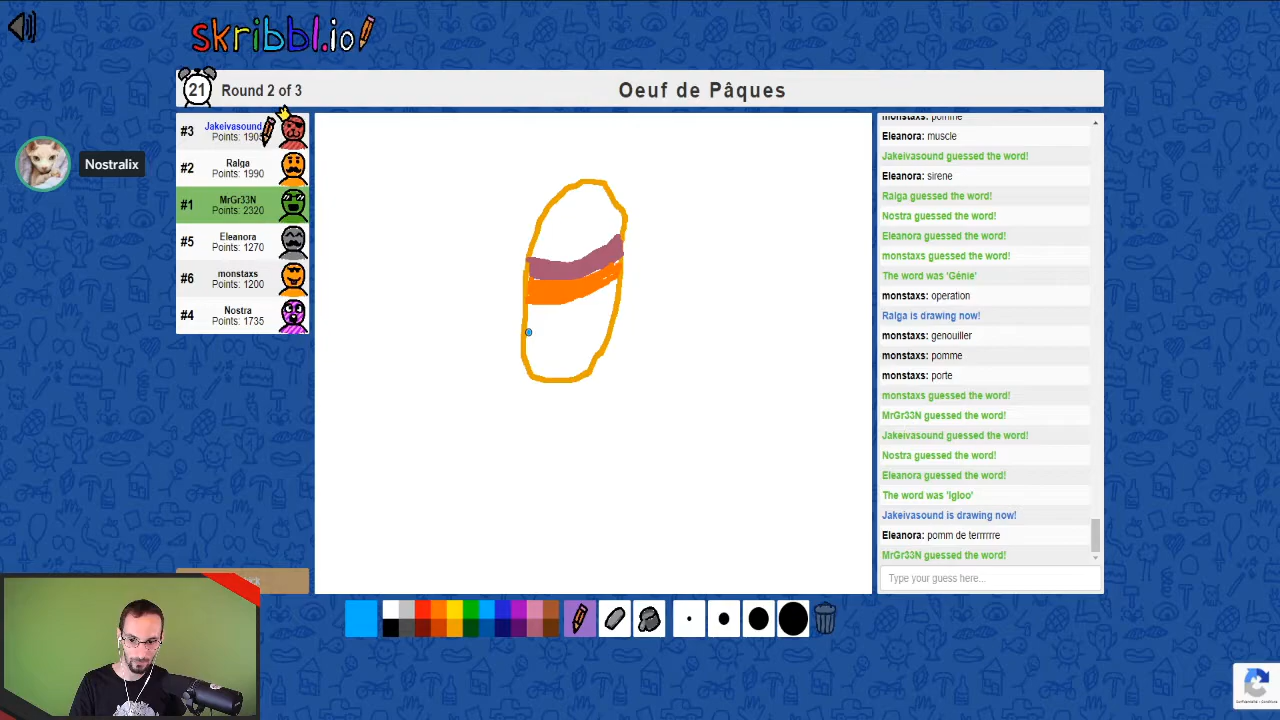 skribbl.io
21
Round 2 of 3
Oeuf de Pâques
Nostralix
#3
Jakeivasound
#2
Ralga
Points: 1990
#1
MrGr33N
Points: 2320
#5
Eleanora
Points: 1270
#6
monstaxs
Points: 1200
#4
Nostra
Points: 1735
monstaxs: pomme
Eleanora: muscle
Jakeivasound guessed the word!
Eleanora: sirene
Ralga guessed the word!
Nostra guessed the word!
Eleanora guessed the word!
monstaxs guessed the word!
The word was 'Génie'
monstaxs: operation
Ralga is drawing now!
monstaxs: genouiller
monstaxs: pomme
monstaxs: porte
monstaxs guessed the word!
MrGr33N guessed the word!
Jakeivasound guessed the word!
Nostra guessed the word!
Eleanora guessed the word!
The word was 'Igloo'
Jakeivasound is drawing now!
Eleanora: pomm de terrrrrre
MrGr33N guessed the word!
Type your guess here...